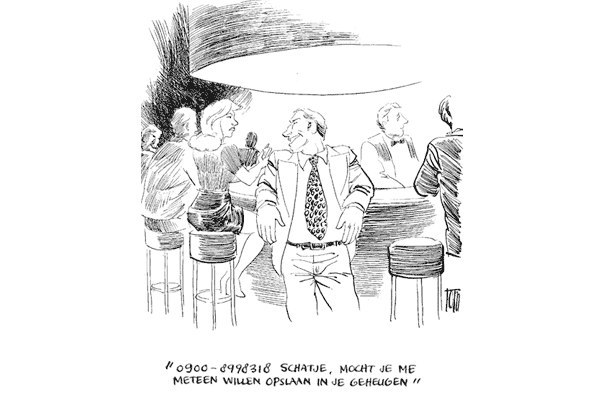 "0900-8998318 SCHATJE, MOCHT JE ME
METEEN WILLEN OPSLAAN IN JE GEHEUGEN"